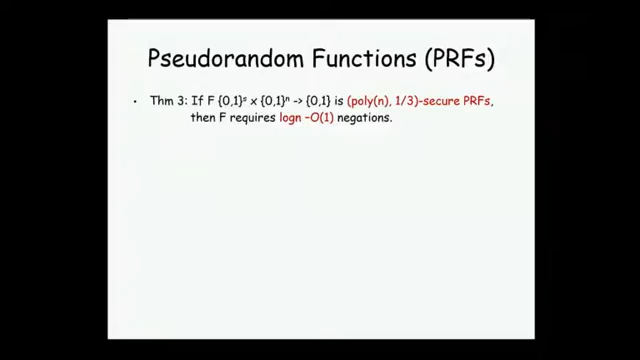 Pseudorandom Functions (PRFs)
• Thm 3: If F {0,1}ˢ x {0,1}ⁿ -> {0,1} is (poly(n), 1/3)-secure PRFs,
then F requires logn –O(1) negations.